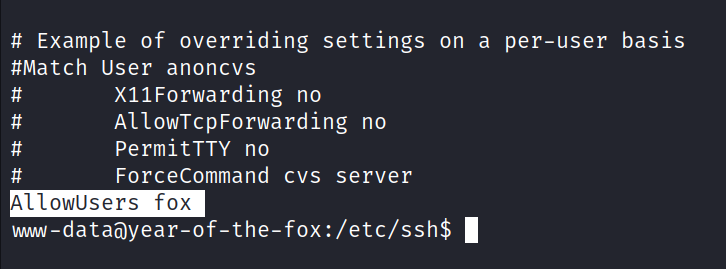 # Example of overriding settings on a per-user basis
#Match User anoncvs
#       X11Forwarding no
#       AllowTcpForwarding no
#       PermitTTY no
#       ForceCommand cvs server
AllowUsers fox
www-data@year-of-the-fox:/etc/ssh$